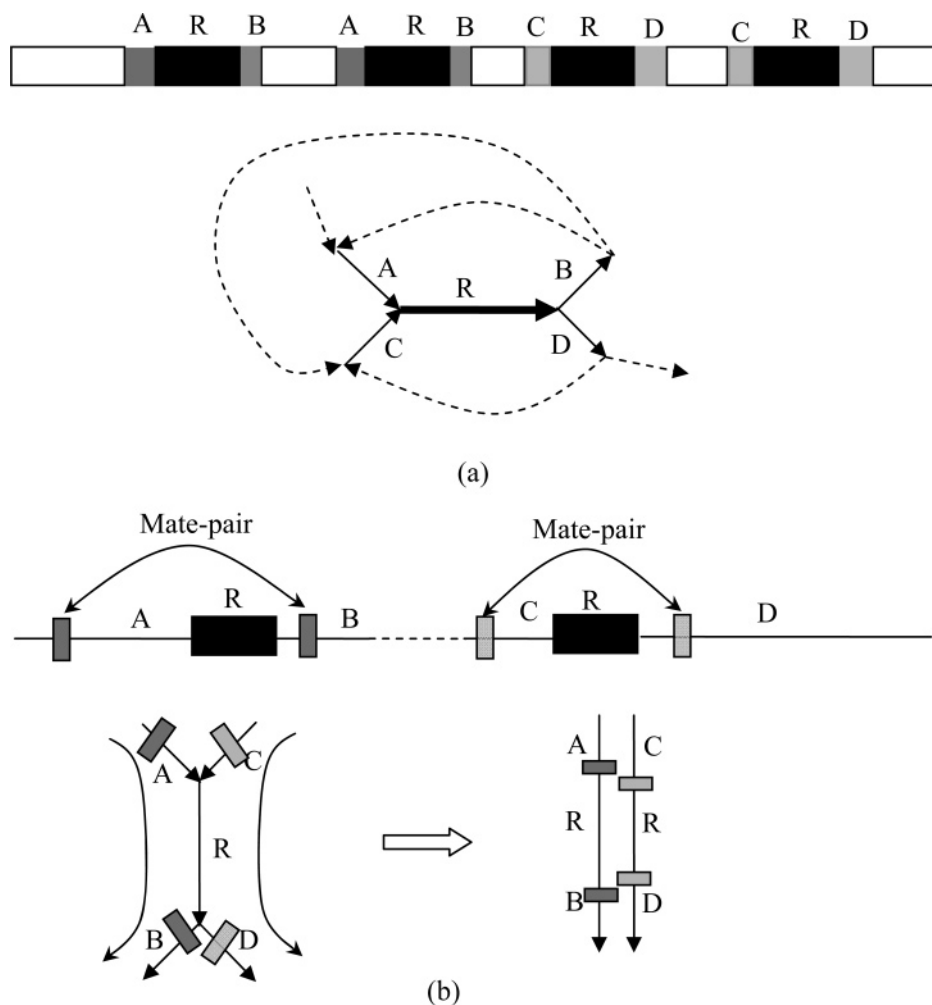 A R B A R B C R D C R D
A B
R
C D
(a)
Mate-pair Mate-pair
A R B C R D
A C A C
R R R
B D B D
(b)